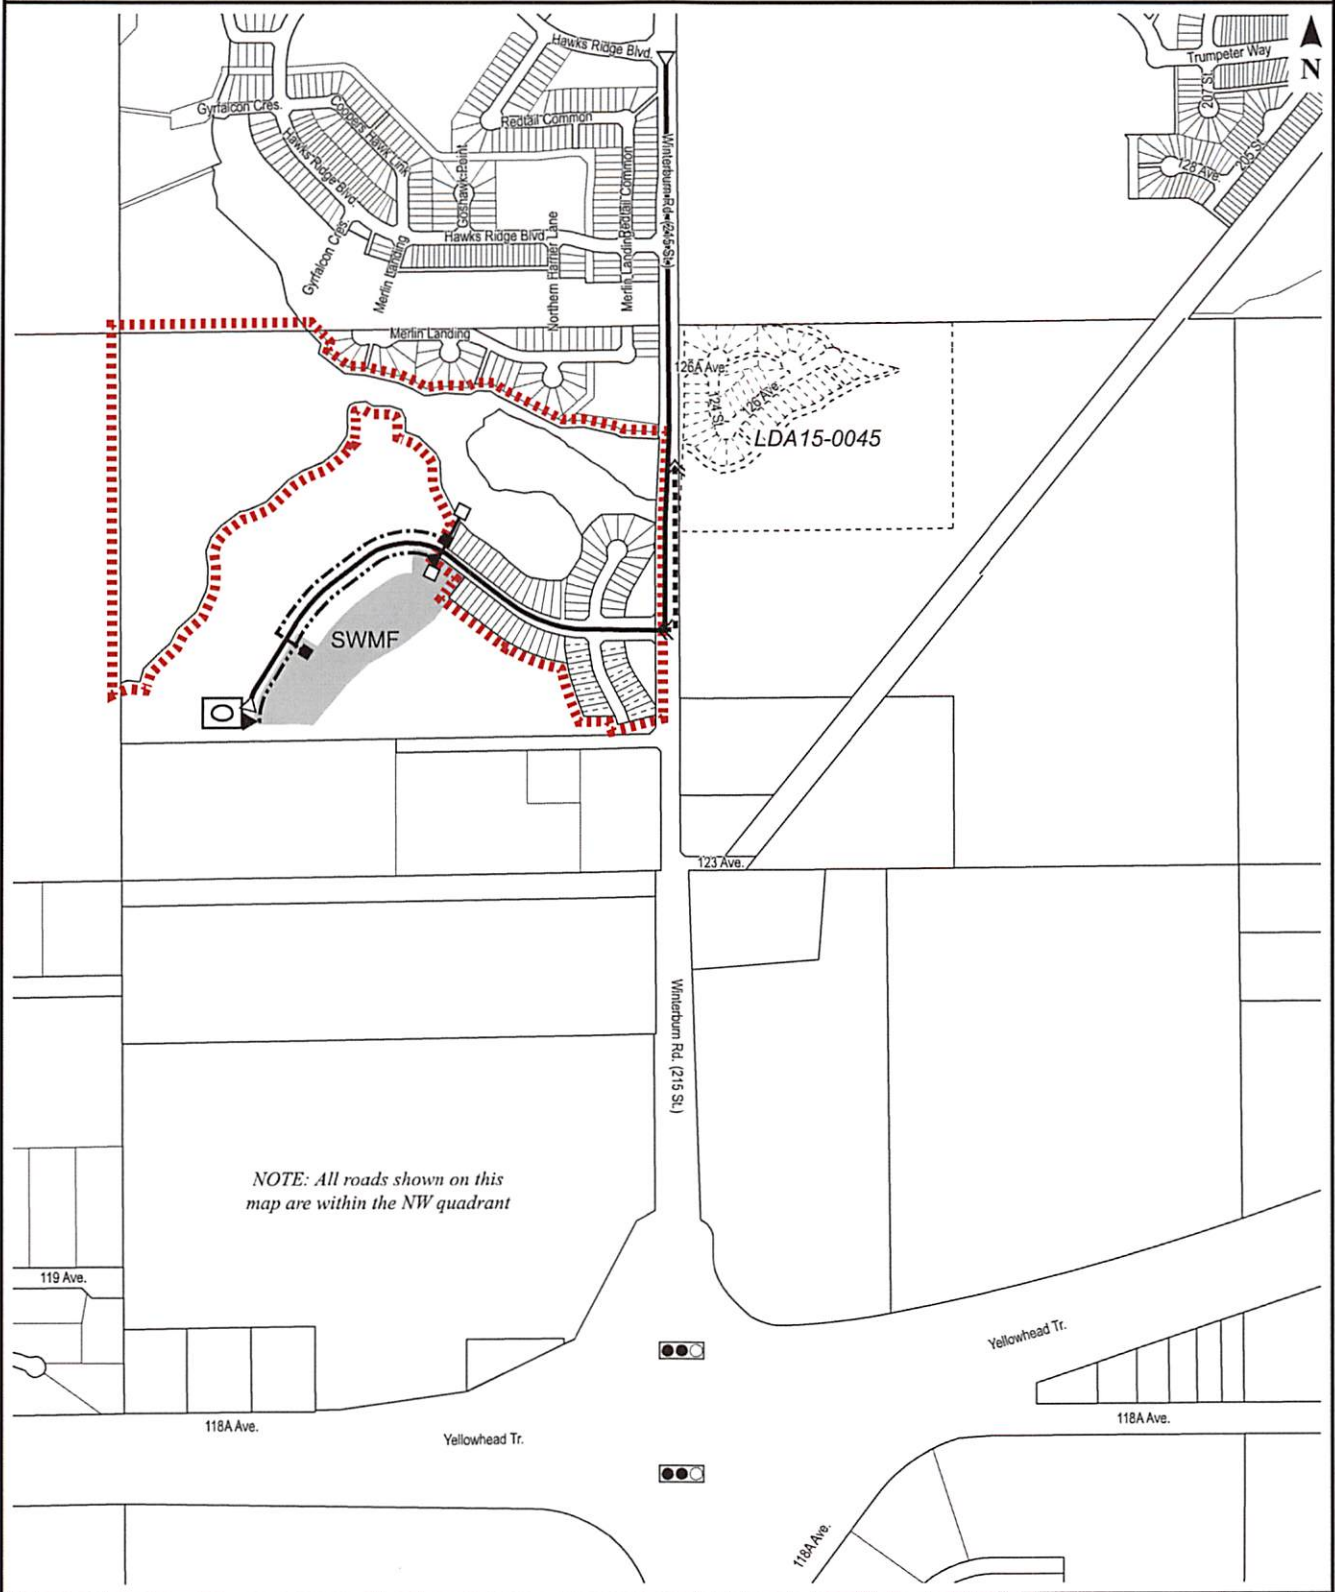 Hawks Ridge Blvd.
Trumpeter Way
N
207 St.
Gyrfalcon Cres.
Coopers Hawk Link
Redtail Common
Hawks Ridge Blvd.
Goshawk Point
Redtail Common
Winterburn Rd. (215 St.)
128 Ave.
205 St.
Gyrfalcon Cres.
Merlin Landing
Hawks Ridge Blvd.
Northern Harrier Lane
Merlin Landing
Merlin Landing
126A Ave.
124 St.
126 Ave.
LDA15-0045
SWMF
123 Ave.
Winterburn Rd. (215 St.)
NOTE: All roads shown on this
map are within the NW quadrant
119 Ave.
Yellowhead Tr.
118A Ave.
118A Ave.
Yellowhead Tr.
118A Ave.